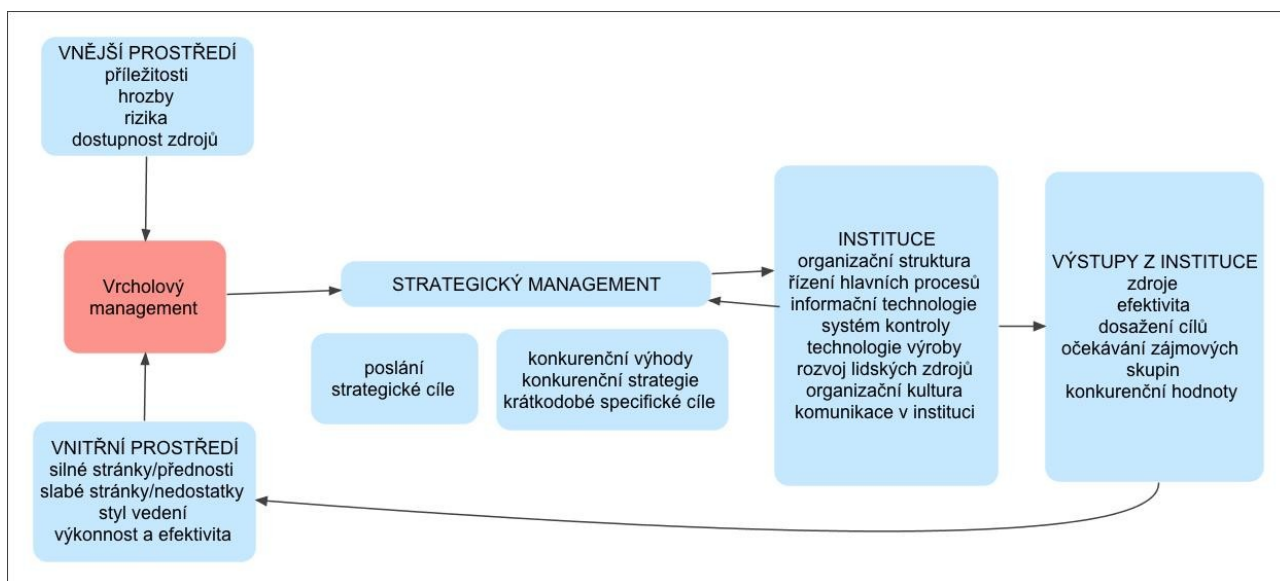 VNĚJŠÍ PROSTŘEDÍ
příležitosti
hrozby
rizika
dostupnost zdrojů
Vrcholový
management
VNITŘNÍ PROSTŘEDÍ
silné stránky/přednosti
slabé stránky/nedostatky
styl vedení
výkonnost a efektivita
STRATEGICKÝ MANAGEMENT
poslání
strategické cíle
konkurenční výhody
konkurenční strategie
krátkodobé specifické cíle
INSTITUCE
organizační struktura
řízení hlavních procesů
informační technologie
systém kontroly
technologie výroby
rozvoj lidských zdrojů
organizační kultura
komunikace v instituci
VÝSTUPY Z INSTITUCE
zdroje
efektivita
dosažení cílů
očekávání zájmových
skupin
konkurenční hodnoty